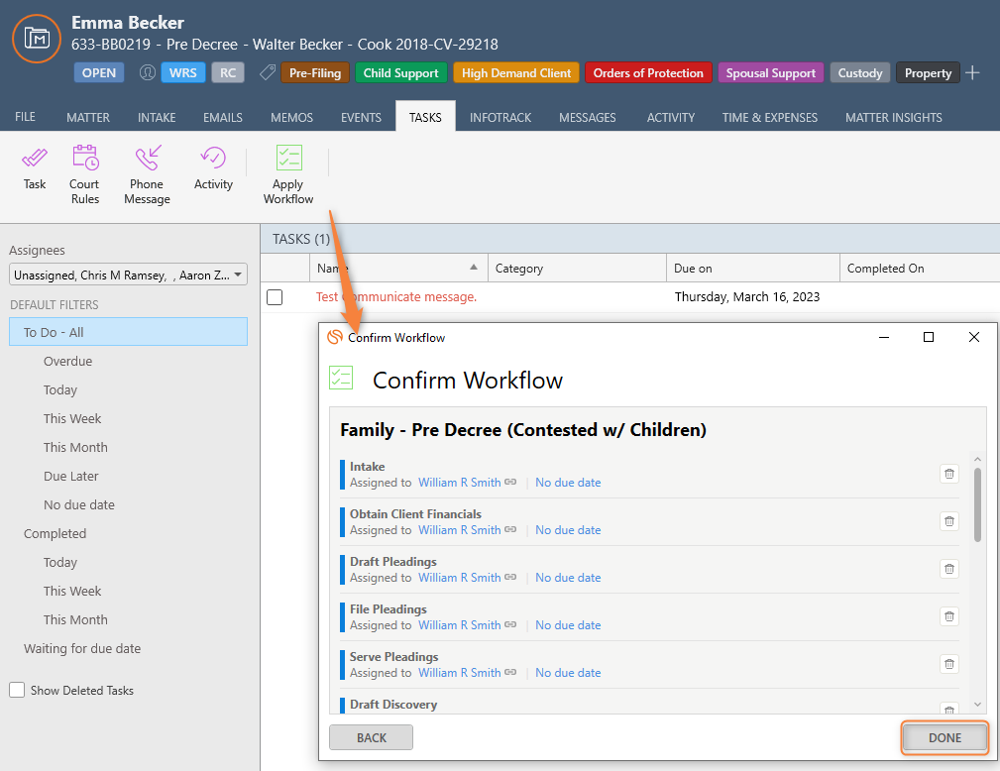 Emma Becker
633-BB0219 - Pre Decree - Walter Becker - Cook 2018-CV-29218
OPEN WRS RC Pre-Filing Child Support High Demand Client Orders of Protection Spousal Support Custody Property
FILE MATTER INTAKE EMAILS MEMOS EVENTS TASKS INFOTRACK MESSAGES ACTIVITY TIME & EXPENSES MATTER INSIGHTS
Task Court Rules Phone Message Activity Apply Workflow
Assignees
Unassigned, Chris M Ramsey, , Aaron Z...
DEFAULT FILTERS
To Do - All
Overdue
Today
This Week
This Month
Due Later
No due date
Completed
Today
This Week
This Month
Waiting for due date
Show Deleted Tasks
TASKS (1)
Name Category Due on Completed On
Test Communicate message. Thursday, March 16, 2023
Confirm Workflow
Confirm Workflow
Family - Pre Decree (Contested w/ Children)
Intake
Assigned to William R Smith No due date
Obtain Client Financials
Assigned to William R Smith No due date
Draft Pleadings
Assigned to William R Smith No due date
File Pleadings
Assigned to William R Smith No due date
Serve Pleadings
Assigned to William R Smith No due date
Draft Discovery
BACK DONE